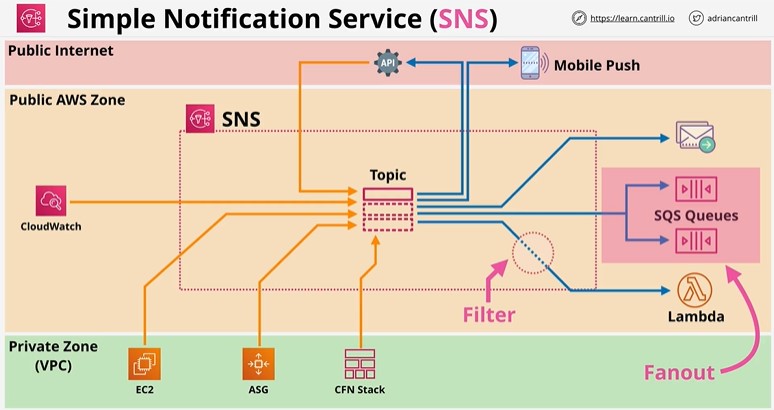 Simple Notification Service (SNS)
https://learn.cantrill.io
adriancantrill
Public Internet
API
Mobile Push
Public AWS Zone
SNS
Topic
CloudWatch
SQS Queues
Filter
Lambda
Fanout
Private Zone
(VPC)
EC2
ASG
CFN Stack